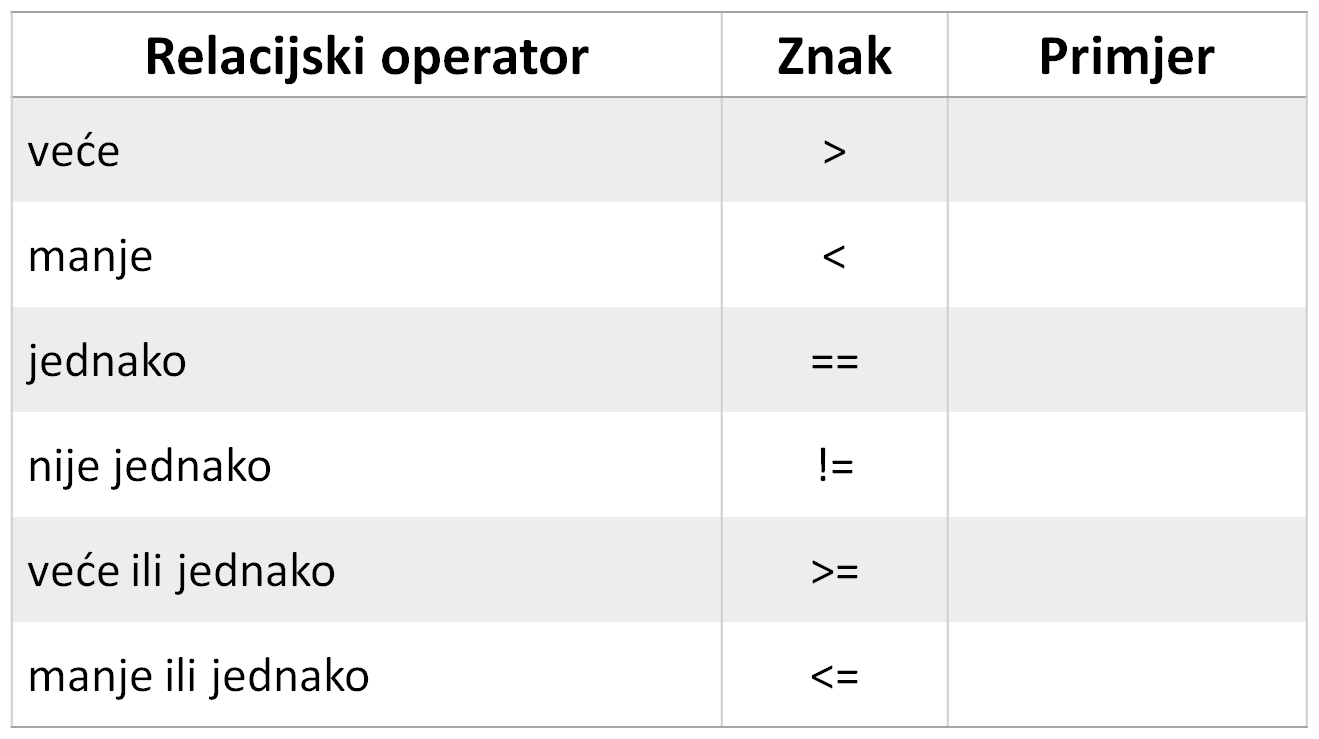 Relacijski operator Znak Primjer
veće >
manje <
jednako ==
nije jednako !=
veće ili jednako >=
manje ili jednako <=